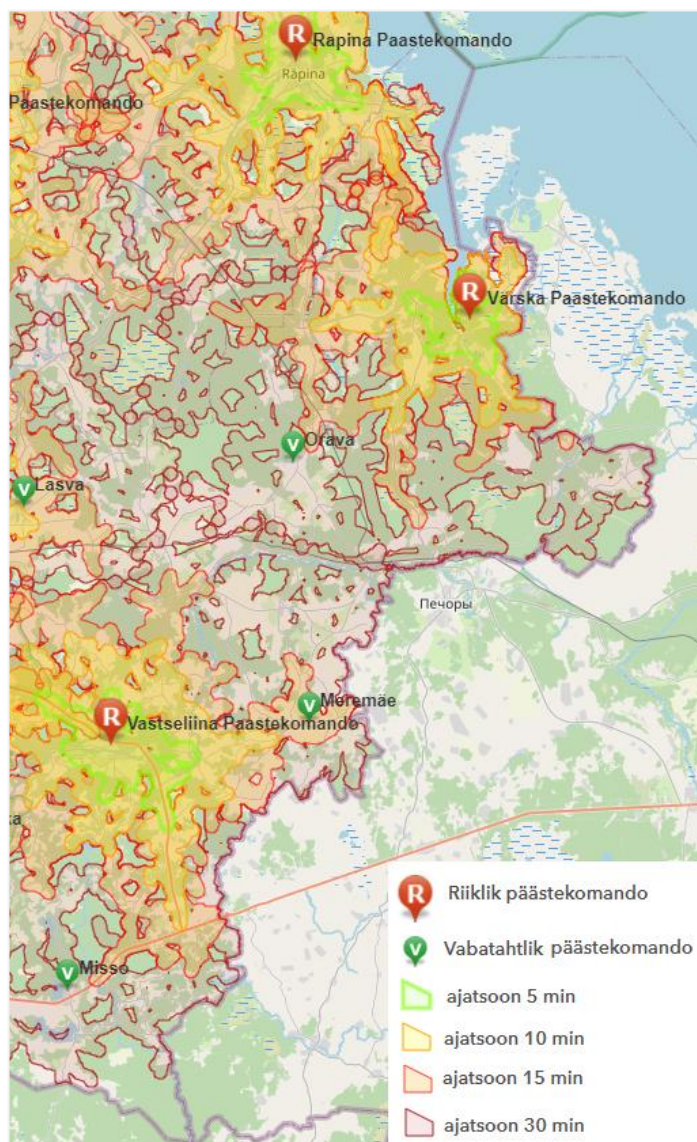 R
Rapina Paastekomando
Räpina
Paastekomando
R
Varska Paastekomando
V
Orava
V
Lasva
Печоры
V
Meremäe
R
Vastseliina Paastekomando
ka
R
Riiklik päästekomando
V
Vabatahtlik päästekomando
V
Misso
ajatsoon 5 min
ajatsoon 10 min
ajatsoon 15 min
ajatsoon 30 min